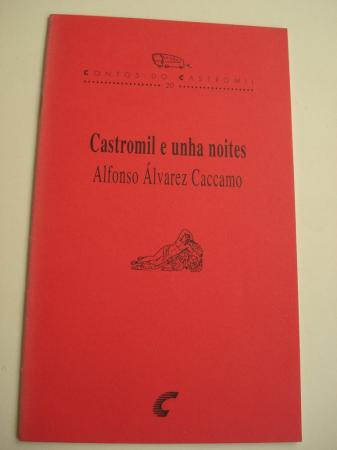 CONTOS DO CASTROMIL
20
Castromil e unha noites
Alfonso Álvarez Caccamo
C